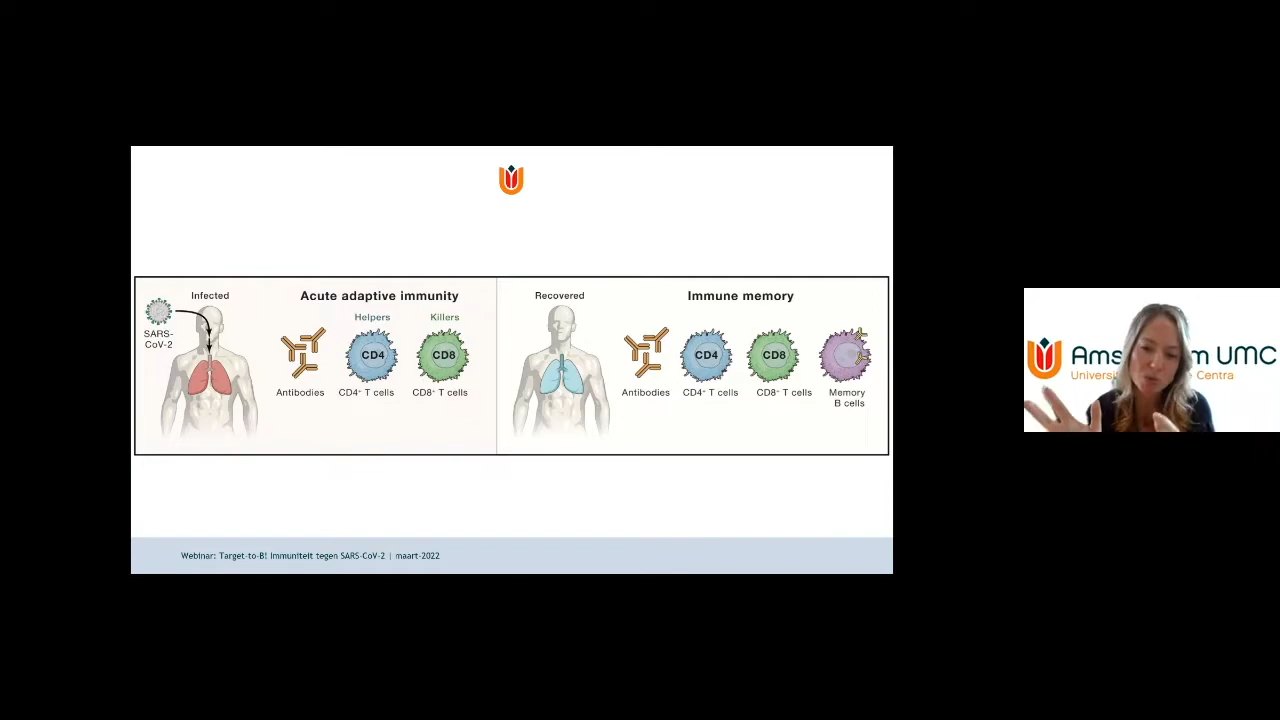 Infected
Acute adaptive immunity
Helpers
Killers
SARS-
CoV-2
CD4
CD8
Antibodies
CD4⁺ T cells
CD8⁺ T cells
Recovered
Immune memory
CD4
CD8
Antibodies
CD4⁺ T cells
CD8⁺ T cells
Memory
B cells
Webinar: Target-to-B! Immuniteit tegen SARS-CoV-2 | maart-2022
UMC
Centra